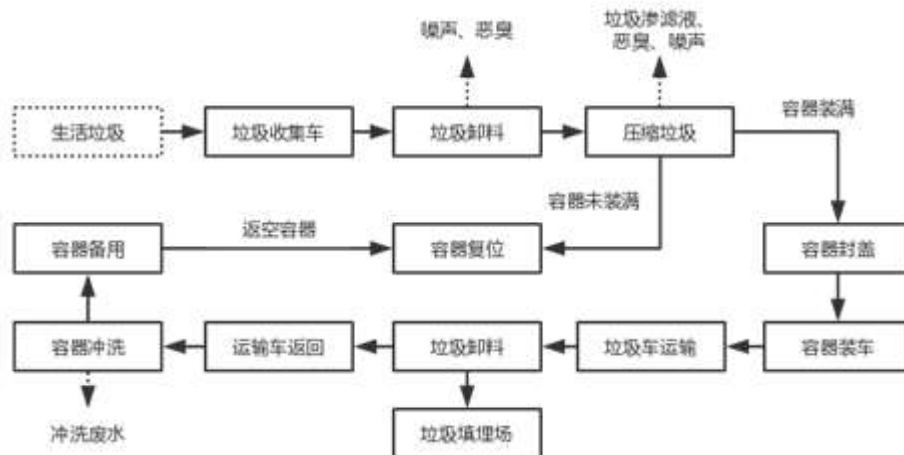 噪声、恶臭
垃圾渗滤液、
恶臭、噪声
容器装满
生活垃圾
垃圾收集车
垃圾卸料
压缩垃圾
容器未装满
返空容器
容器备用
容器复位
容器封盖
容器冲洗
运输车返回
垃圾卸料
垃圾车运输
容器装车
冲洗废水
垃圾填埋场